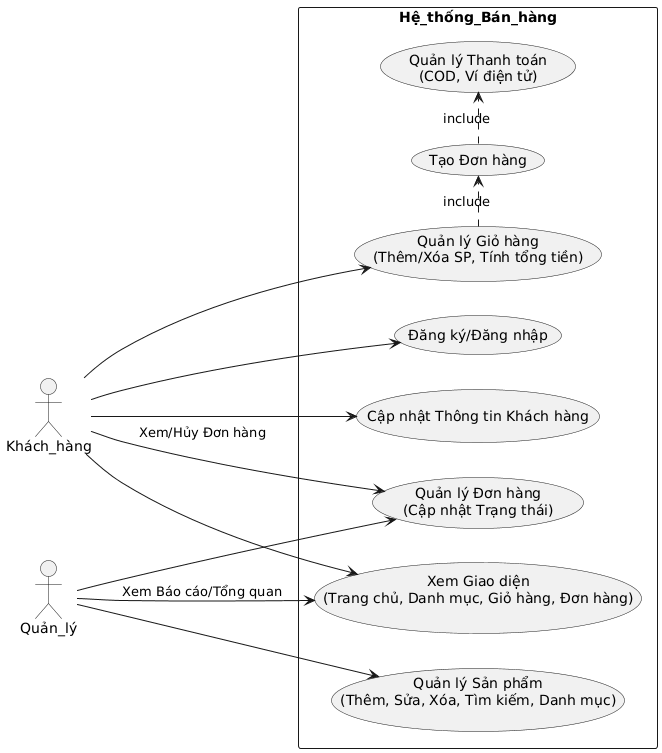 Hệ_thống_Bán_hàng
Quản lý Thanh toán
(COD, Ví điện tử)
include
Tạo Đơn hàng
include
Quản lý Giỏ hàng
(Thêm/Xóa SP, Tính tổng tiền)
Đăng ký/Đăng nhập
Cập nhật Thông tin Khách hàng
Xem/Hủy Đơn hàng
Khách_hàng
Quản lý Đơn hàng
(Cập nhật Trạng thái)
Xem Giao diện
(Trang chủ, Danh mục, Giỏ hàng, Đơn hàng)
Xem Báo cáo/Tổng quan
Quản_lý
Quản lý Sản phẩm
(Thêm, Sửa, Xóa, Tìm kiếm, Danh mục)